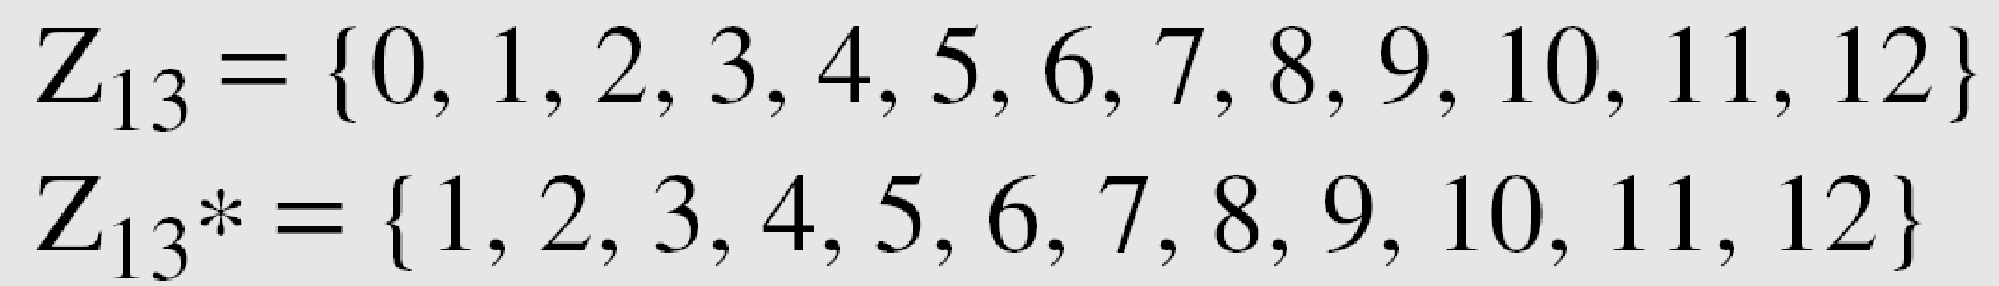 Z₁₃ = {0, 1, 2, 3, 4, 5, 6, 7, 8, 9, 10, 11, 12}
Z₁₃* = {1, 2, 3, 4, 5, 6, 7, 8, 9, 10, 11, 12}